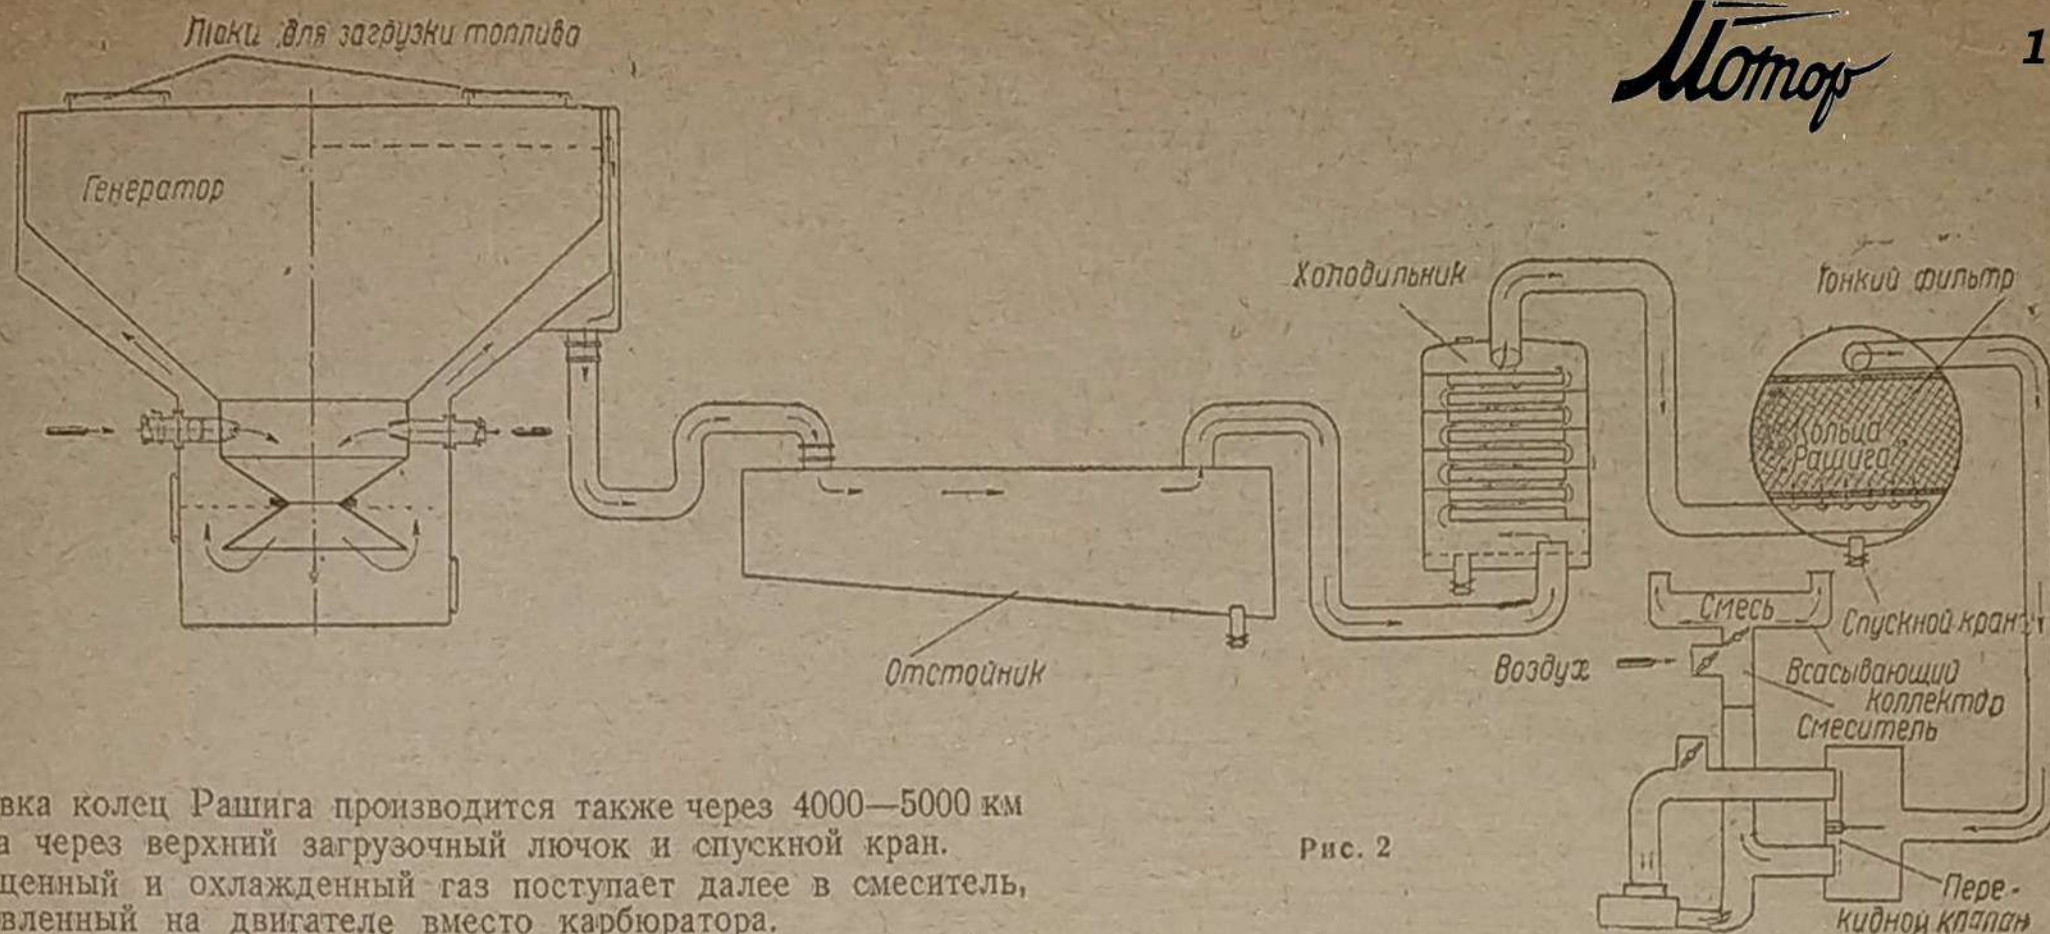 Люки для загрузки топлива
Мотор
1
Генератор
Холодильник
Тонкий фильтр
Кольца
Рашига
Смесь
Спускной кран
Отстойник
Воздух
Всасывающий
коллектор
Смеситель
Рис. 2
Пере-
кидной клапан
вка колец Рашига производится также через 4000—5000 км
а через верхний загрузочный лючок и спускной кран.
щенный и охлажденный газ поступает далее в смеситель,
вленный на двигателе вместо карбюратора.